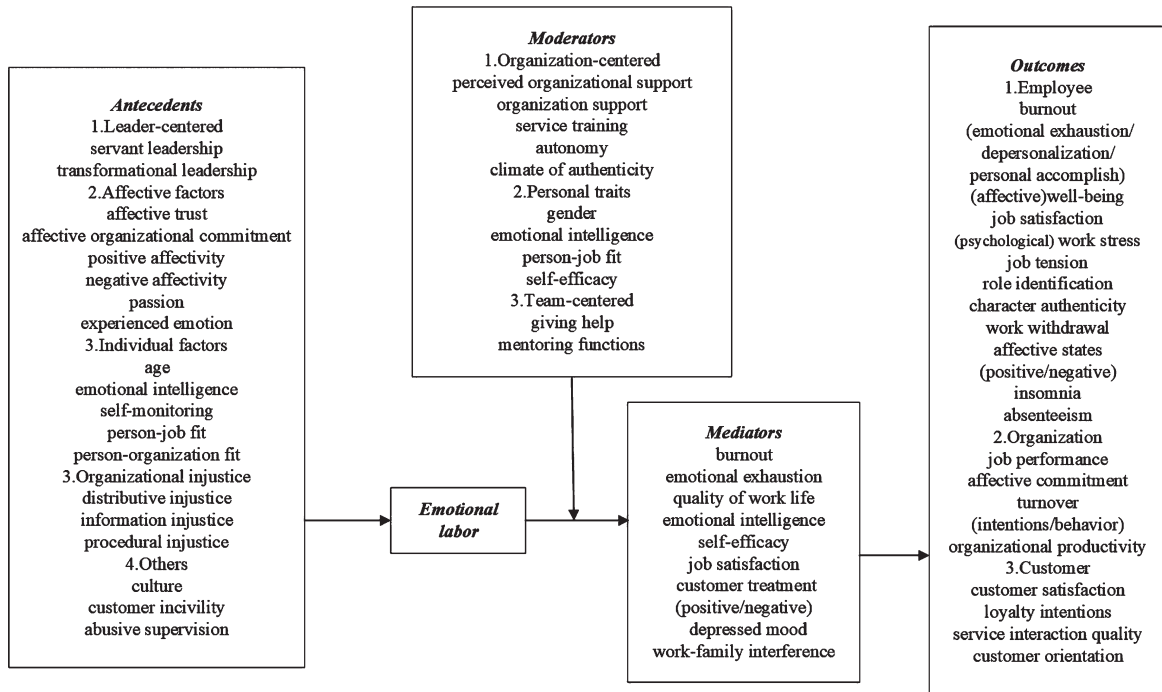 Antecedents
1.Leader-centered
servant leadership
transformational leadership
2.Affective factors
affective trust
affective organizational commitment
positive affectivity
negative affectivity
passion
experienced emotion
3.Individual factors
age
emotional intelligence
self-monitoring
person-job fit
person-organization fit
3.Organizational injustice
distributive injustice
information injustice
procedural injustice
4.Others
culture
customer incivility
abusive supervision
Emotional
labor
Moderators
1.Organization-centered
perceived organizational support
organization support
service training
autonomy
climate of authenticity
2.Personal traits
gender
emotional intelligence
person-job fit
self-efficacy
3.Team-centered
giving help
mentoring functions
Mediators
burnout
emotional exhaustion
quality of work life
emotional intelligence
self-efficacy
job satisfaction
customer treatment
(positive/negative)
depressed mood
work-family interference
Outcomes
1.Employee
burnout
(emotional exhaustion/
depersonalization/
personal accomplish)
(affective)well-being
job satisfaction
(psychological) work stress
job tension
role identification
character authenticity
work withdrawal
affective states
(positive/negative)
insomnia
absenteeism
2.Organization
job performance
affective commitment
turnover
(intentions/behavior)
organizational productivity
3.Customer
customer satisfaction
loyalty intentions
service interaction quality
customer orientation